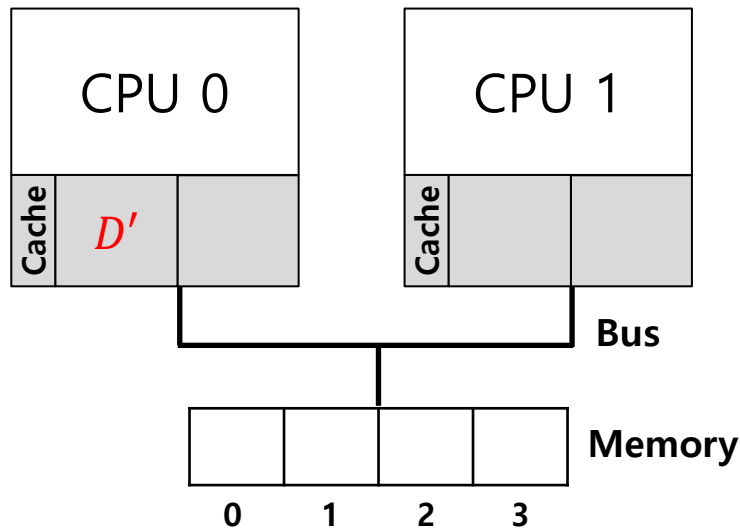 CPU 0
CPU 1
Cache
D′
Cache
Bus
Memory
0 1 2 3